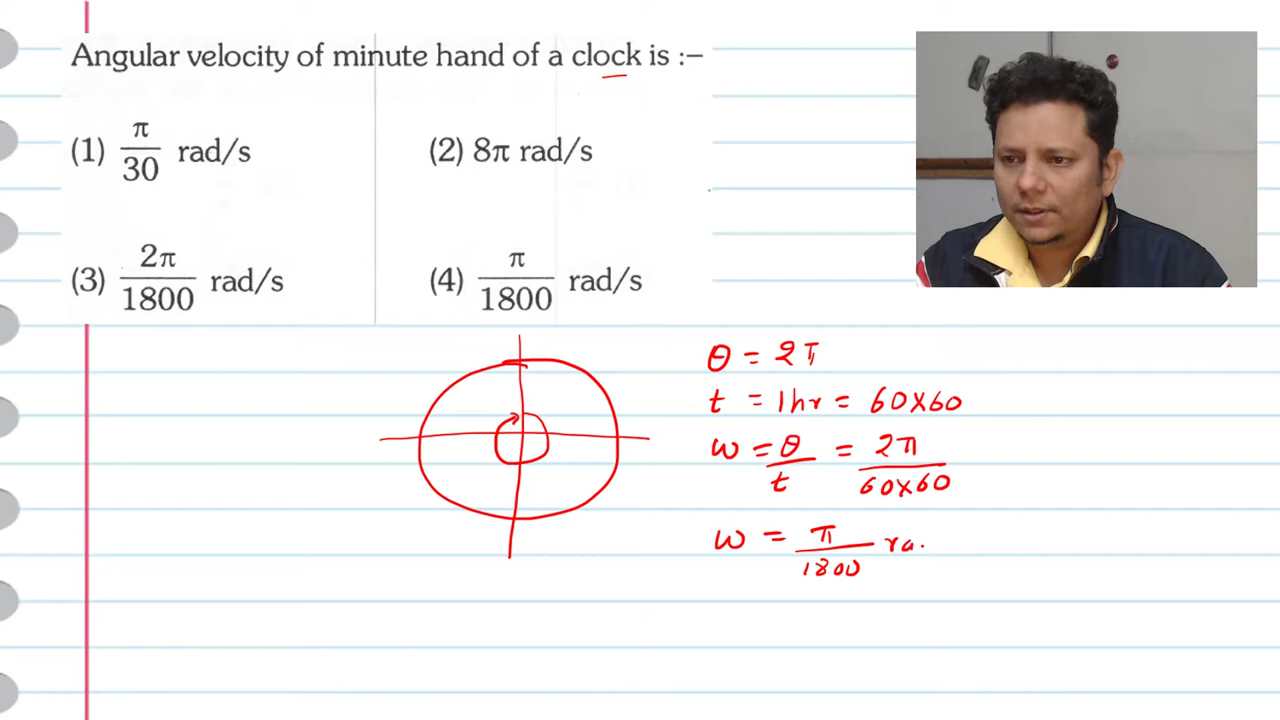 Angular velocity of minute hand of a clock is :–
(1) π/30 rad/s (2) 8π rad/s
(3) 2π/1800 rad/s (4) π/1800 rad/s
θ = 2π
t = 1hr = 60×60
ω = θ/t = 2π/60×60
ω = π/1800 ra.